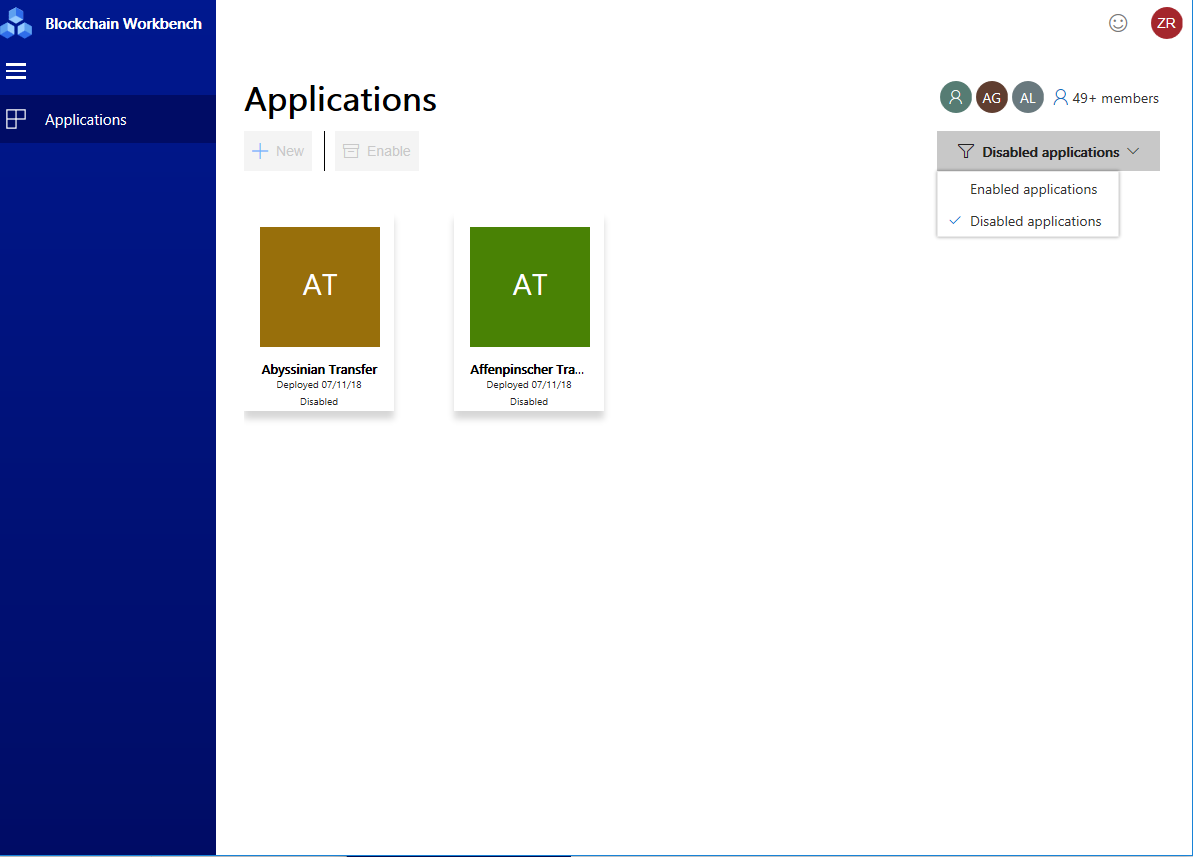 Blockchain Workbench
ZR
Applications
Applications
AG AL 49+ members
New Enable
Disabled applications
Enabled applications
Disabled applications
AT
Abyssinian Transfer
Deployed 07/11/18
Disabled
AT
Affenpinscher Tra...
Deployed 07/11/18
Disabled